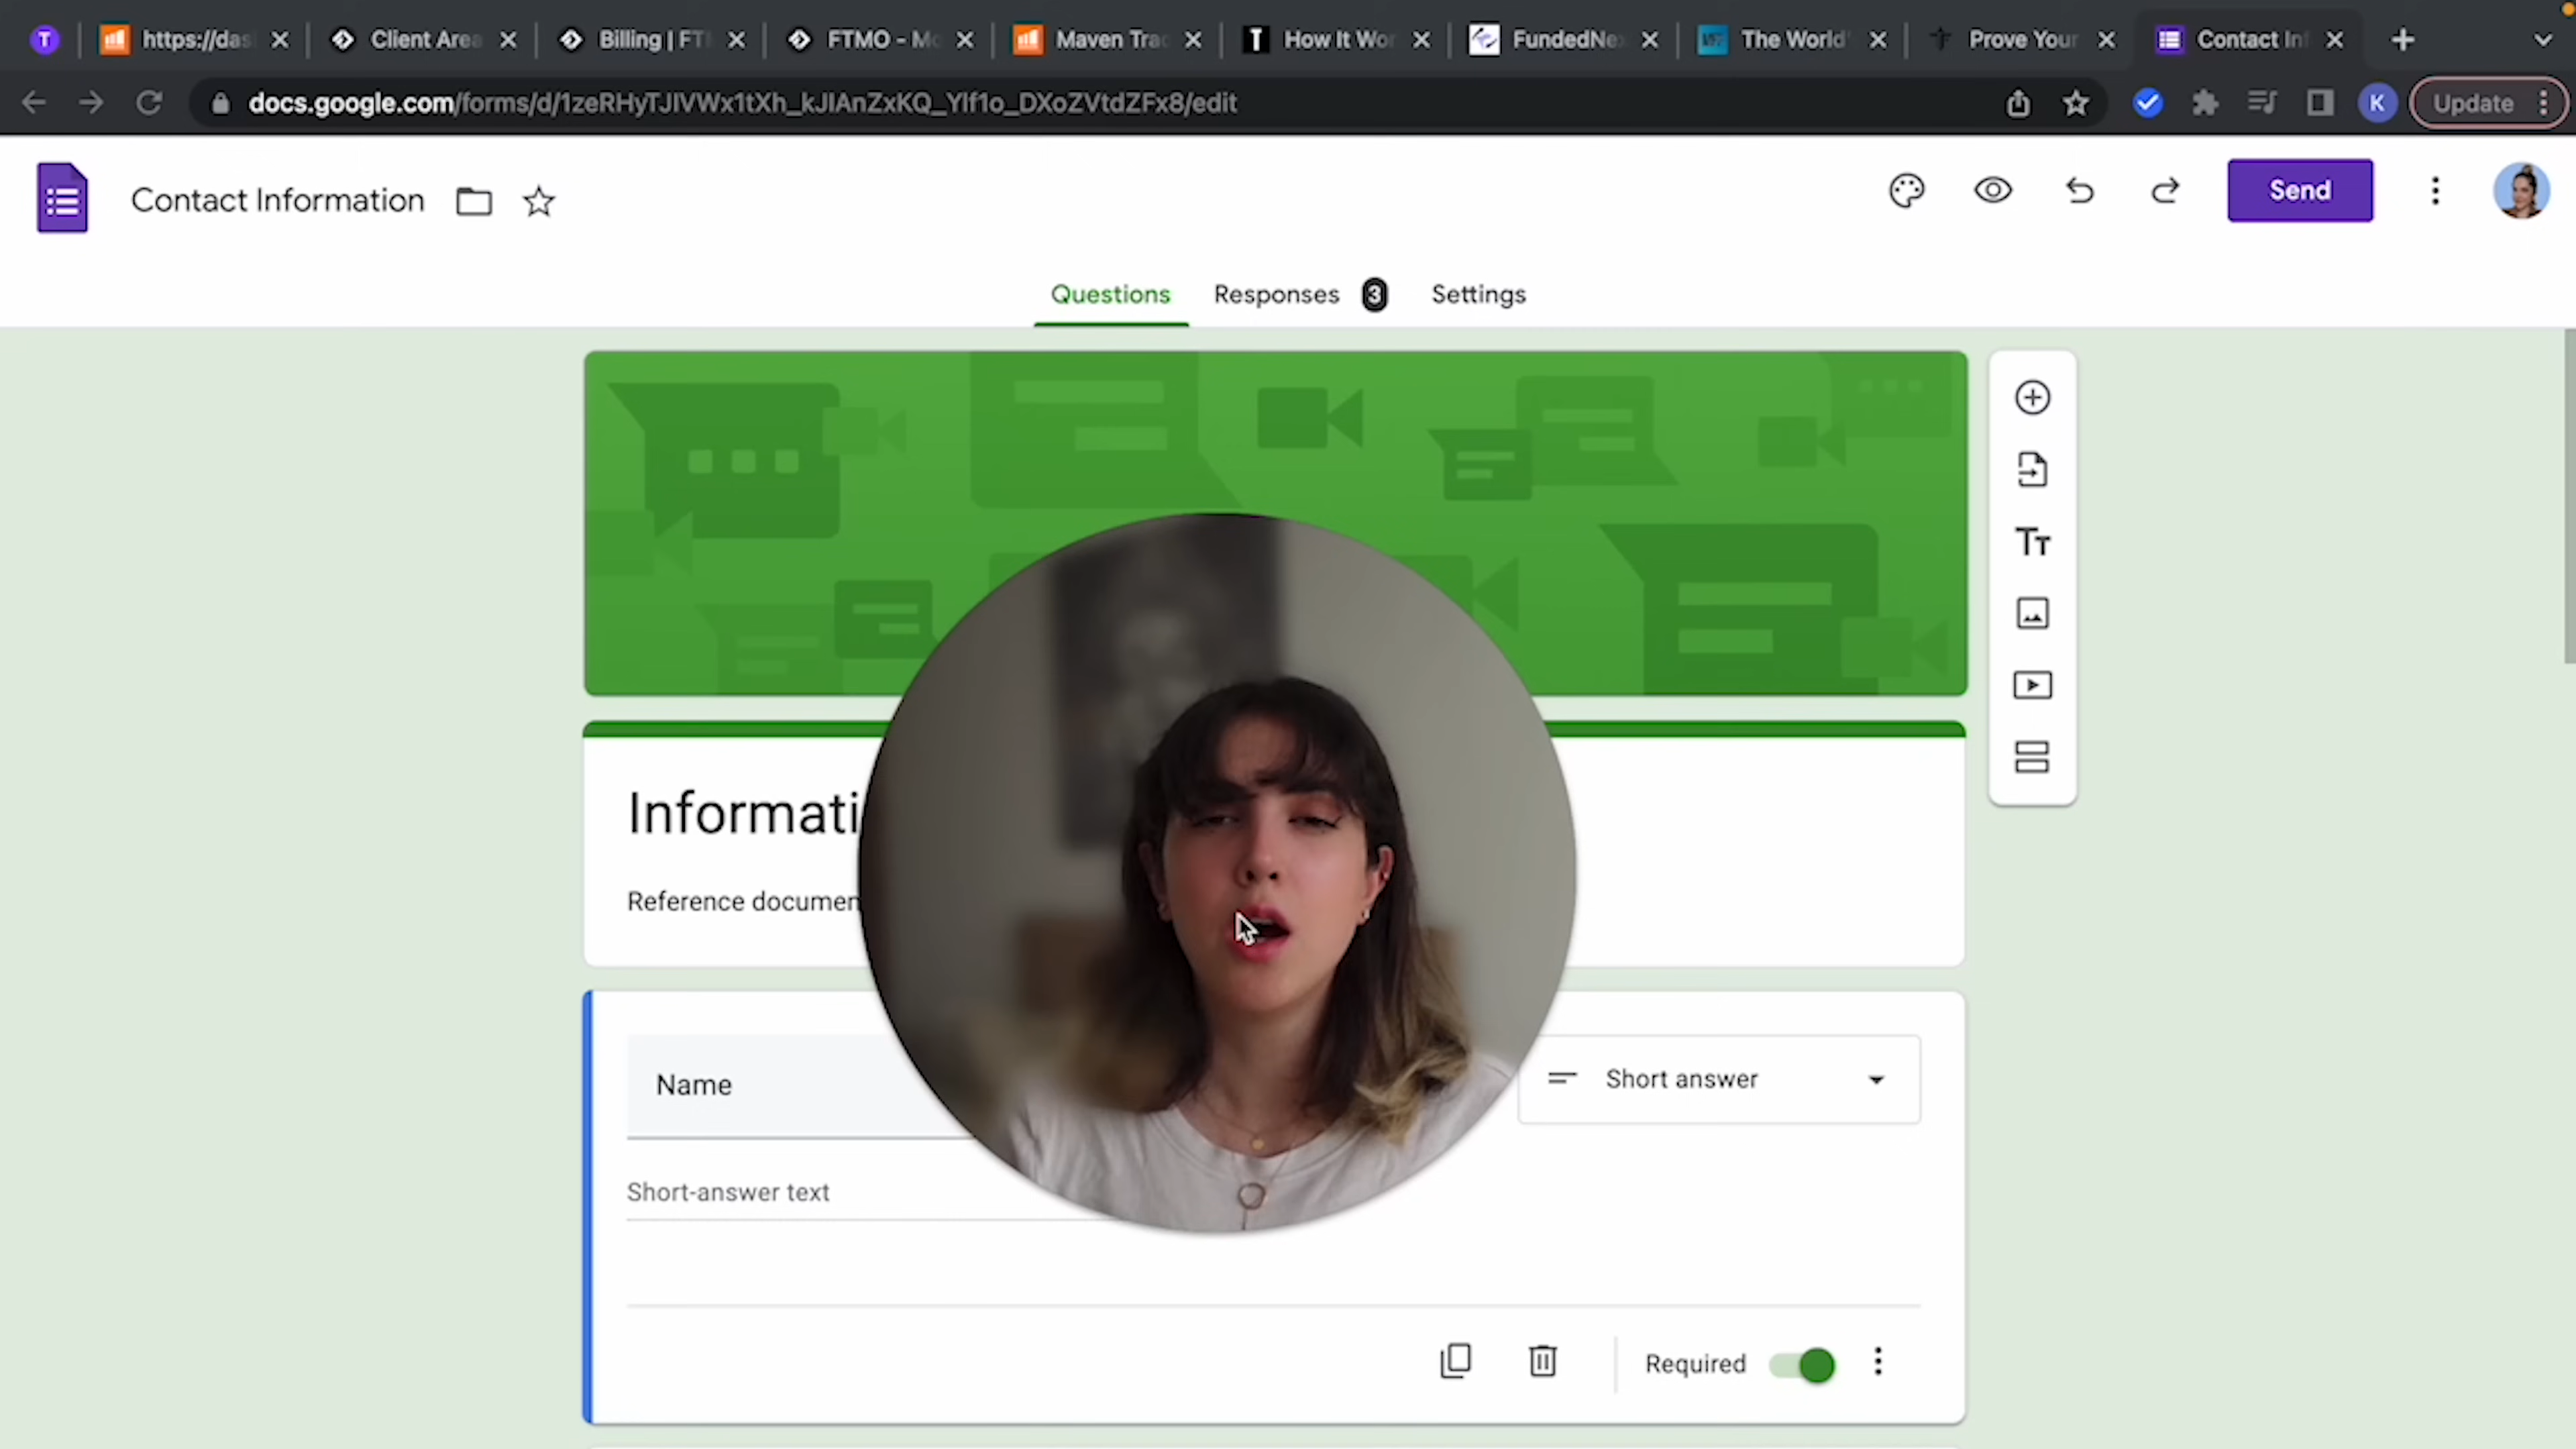 T
https://das
Client Area
Billing | FT
FTMO - Mo
Maven Trad
How It Wor
FundedNe
The World'
Prove Your
Contact In
docs.google.com/forms/d/1zeRHyTJIVWx1tXh_kJIAnZxKQ_YIf1o_DXoZVtdZFx8/edit
K
Update
Contact Information
Send
Questions
Responses 3
Settings
Informati
Reference documen
Name
Short answer
Short-answer text
Required